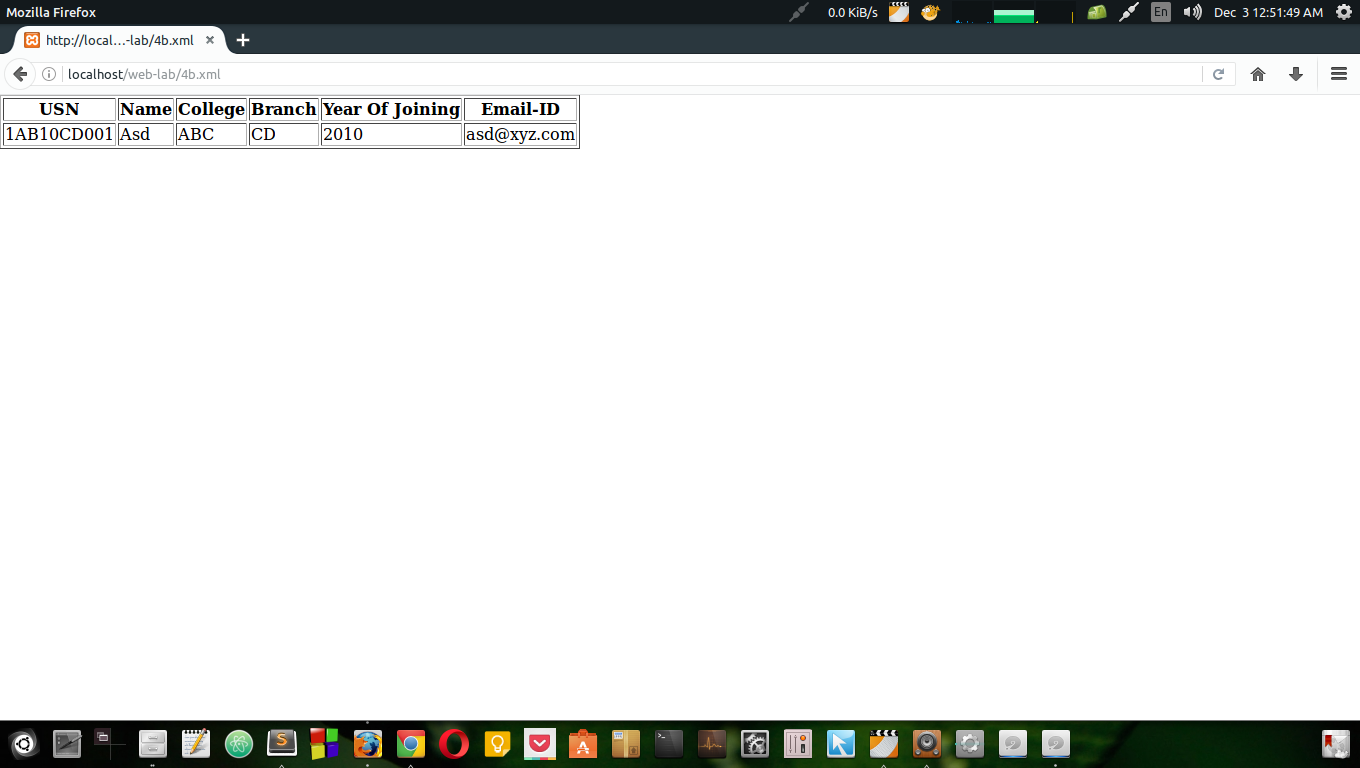 Mozilla Firefox 0.0 KiB/s En Dec 3 12:51:49 AM
http://local...-lab/4b.xml
localhost/web-lab/4b.xml
USN Name College Branch Year Of Joining Email-ID
1AB10CD001 Asd ABC CD 2010 asd@xyz.com